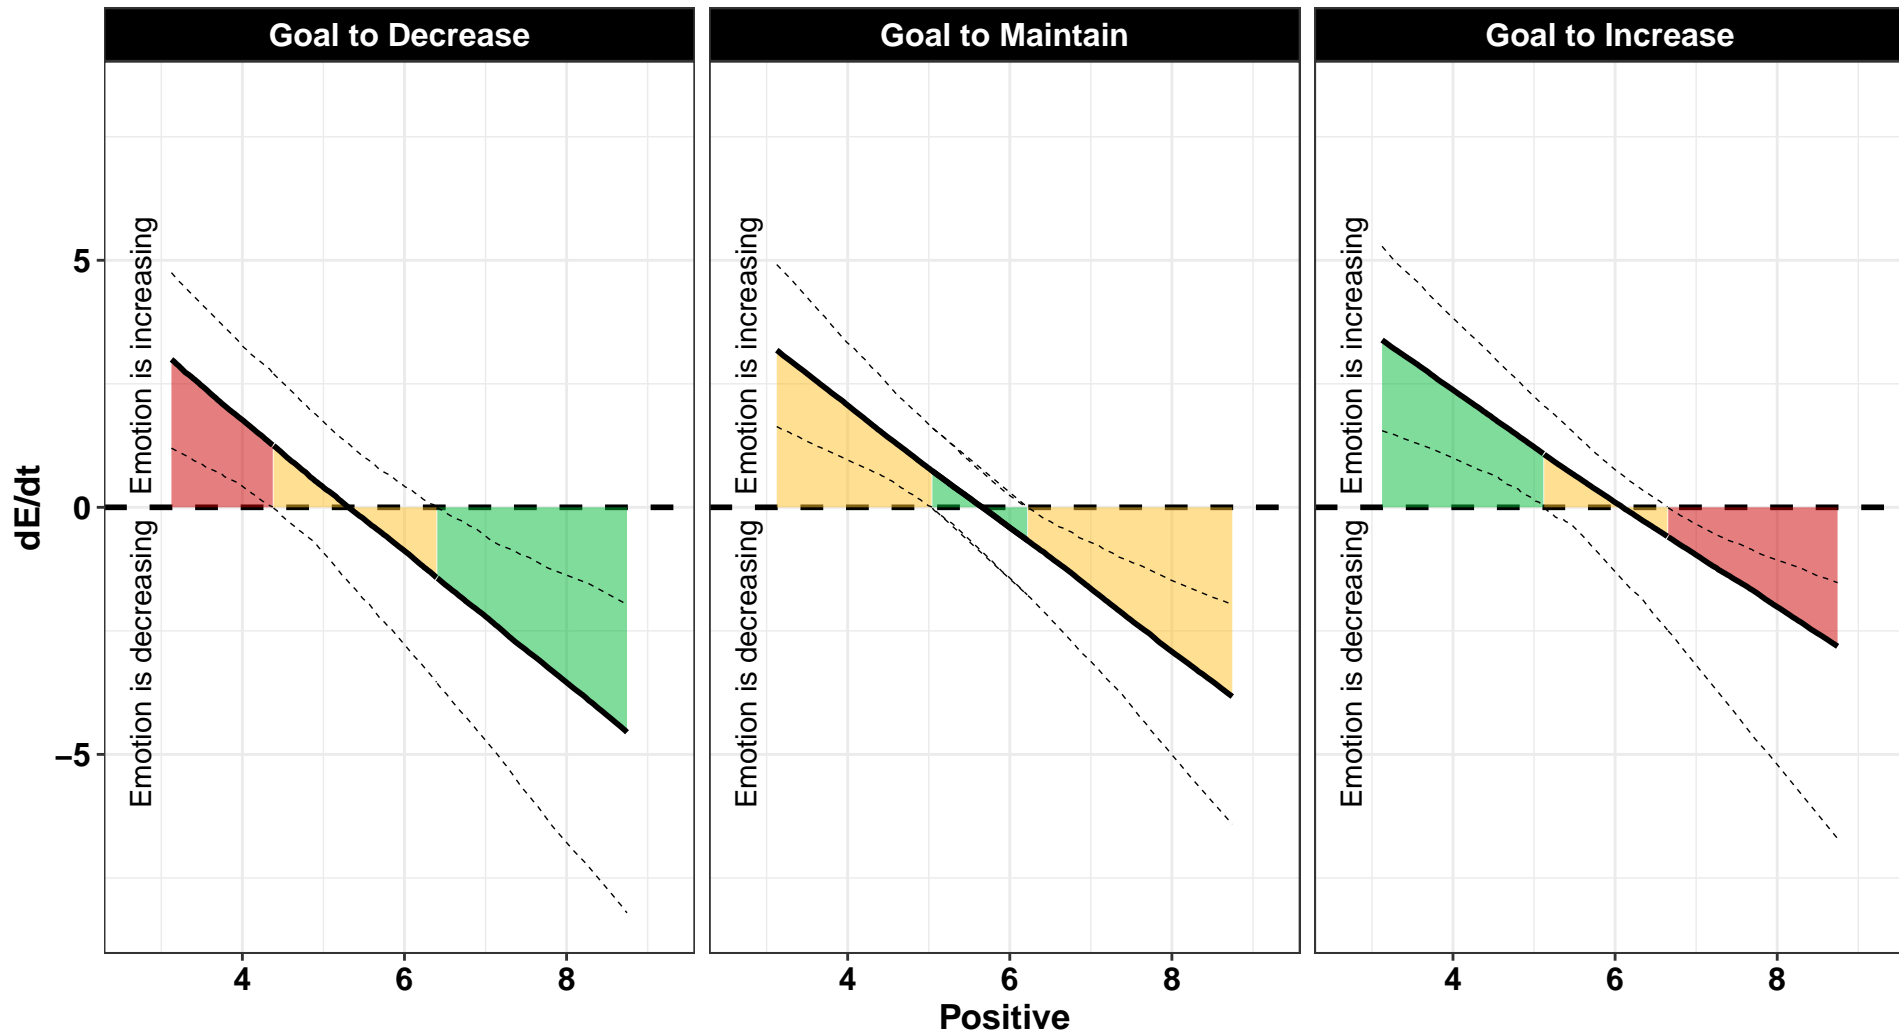 Goal to Decrease
Goal to Maintain
Goal to Increase
dE/dt
5
0
−5
Emotion is increasing
Emotion is decreasing
Emotion is increasing
Emotion is decreasing
Emotion is increasing
Emotion is decreasing
4 6 8
4 6 8
4 6 8
Positive